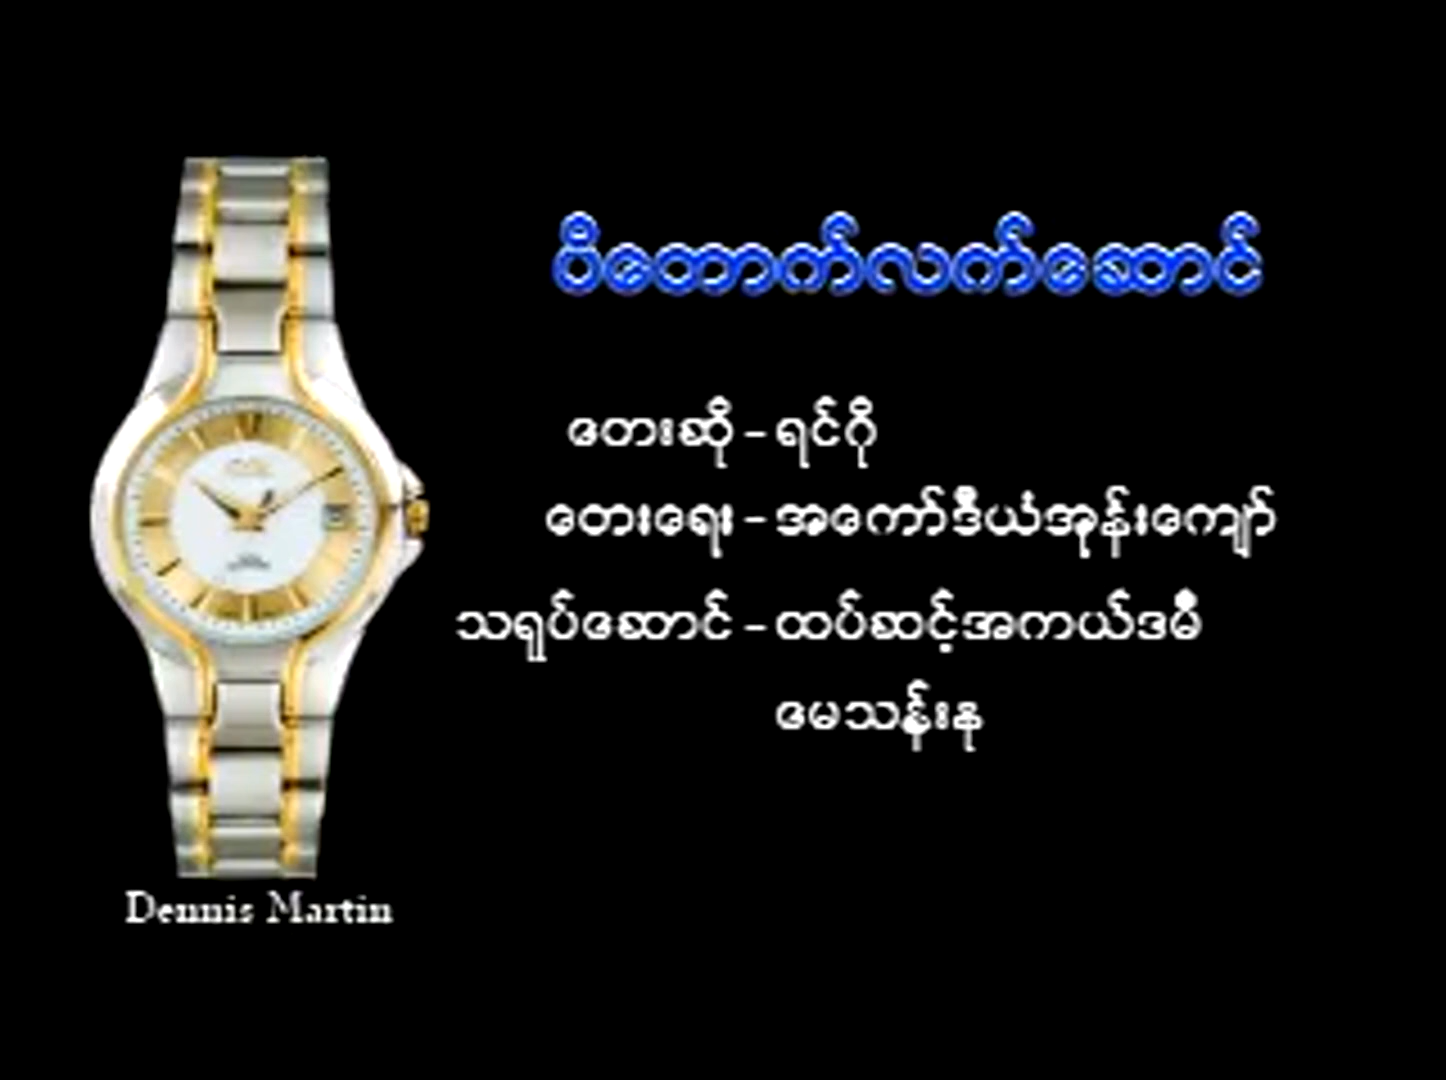 ပိတောက်လက်ဆောင်
တေးဆို - ရင်ဂို
တေးရေး - အကော်ဒီယံအုန်းကျော်
သရုပ်ဆောင် - ထပ်ဆင့်အကယ်ဒမီ
မေသန်းနု
Dennis Martin